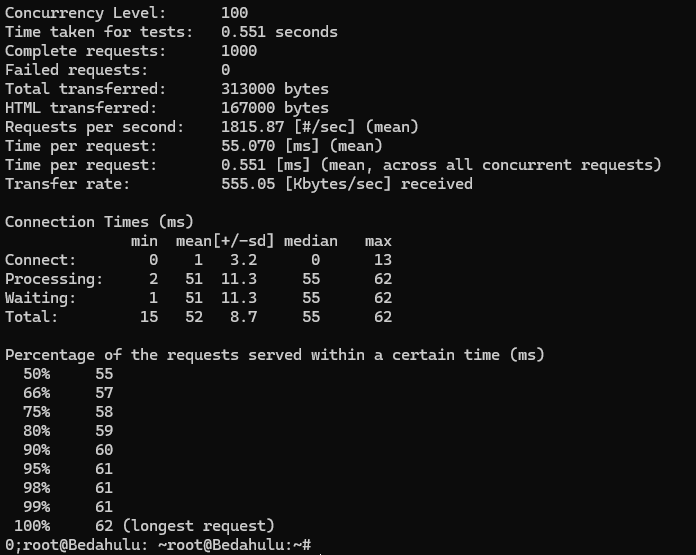 Concurrency Level:      100
Time taken for tests:   0.551 seconds
Complete requests:      1000
Failed requests:        0
Total transferred:      313000 bytes
HTML transferred:       167000 bytes
Requests per second:    1815.87 [#/sec] (mean)
Time per request:       55.070 [ms] (mean)
Time per request:       0.551 [ms] (mean, across all concurrent requests)
Transfer rate:          555.05 [Kbytes/sec] received

Connection Times (ms)
              min  mean[+/-sd] median   max
Connect:        0    1   3.2      0      13
Processing:     2   51  11.3     55      62
Waiting:        1   51  11.3     55      62
Total:         15   52   8.7     55      62

Percentage of the requests served within a certain time (ms)
  50%     55
  66%     57
  75%     58
  80%     59
  90%     60
  95%     61
  98%     61
  99%     61
 100%     62 (longest request)
0;root@Bedahulu: ~root@Bedahulu:~#